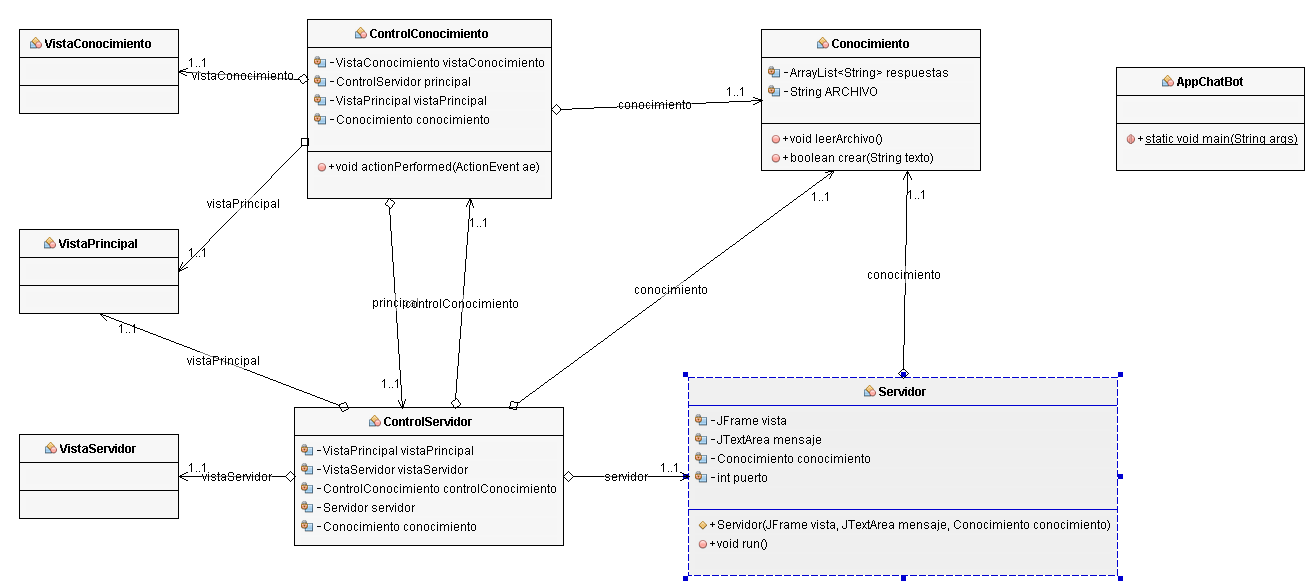 VistaConocimiento
ControlConocimiento
-VistaConocimiento vistaConocimiento
-ControlServidor principal
-VistaPrincipal vistaPrincipal
-Conocimiento conocimiento
+void actionPerformed(ActionEvent ae)
Conocimiento
-ArrayList<String> respuestas
-String ARCHIVO
+void leerArchivo()
+boolean crear(String texto)
AppChatBot
+static void main(String args)
1..1
vistaConocimiento
conocimiento
1..1
vistaPrincipal
1..1
VistaPrincipal
1..1
vistaPrincipal
principal
1..1
controlConocimiento
1..1
conocimiento
1..1
conocimiento
1..1
VistaServidor
1..1
vistaServidor
ControlServidor
-VistaPrincipal vistaPrincipal
-VistaServidor vistaServidor
-ControlConocimiento controlConocimiento
-Servidor servidor
-Conocimiento conocimiento
servidor
1..1
Servidor
-JFrame vista
-JTextArea mensaje
-Conocimiento conocimiento
-int puerto
+Servidor(JFrame vista, JTextArea mensaje, Conocimiento conocimiento)
+void run()